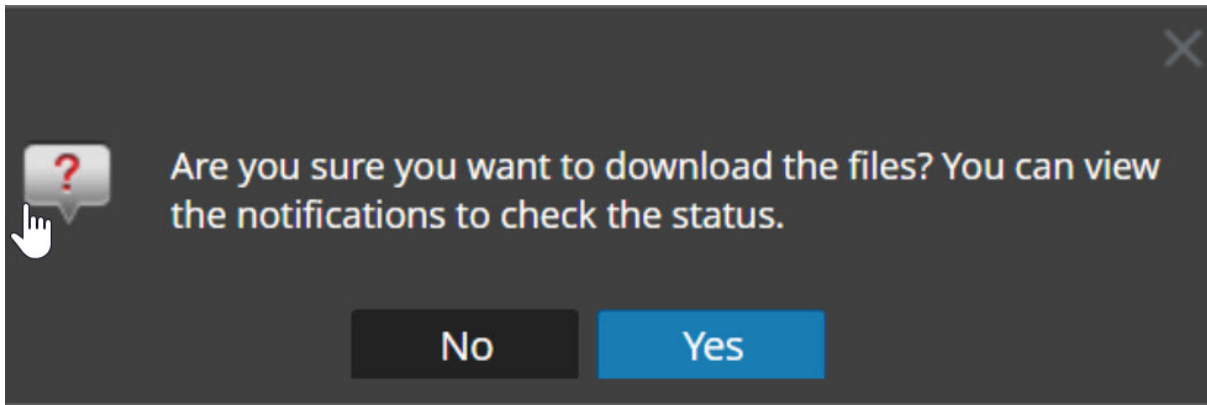 ?
Are you sure you want to download the files? You can view
the notifications to check the status.
No
Yes